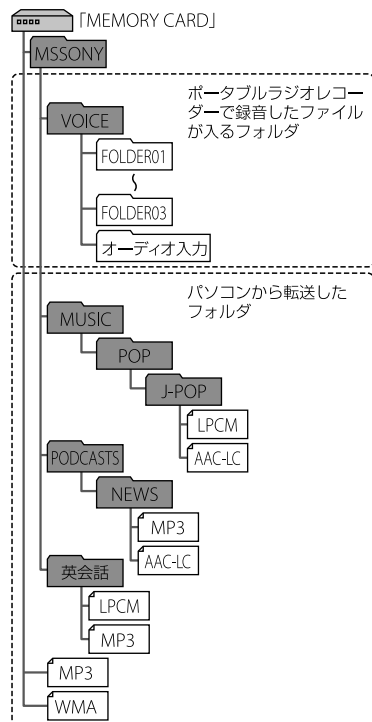 「MEMORY CARD」
MSSONY
ポータブルラジオレコー
ダーで録音したファイル
が入るフォルダ
VOICE
FOLDER01
〜
FOLDER03
オーディオ入力
パソコンから転送した
フォルダ
MUSIC
POP
J-POP
LPCM
AAC-LC
PODCASTS
NEWS
MP3
AAC-LC
英会話
LPCM
MP3
MP3
WMA